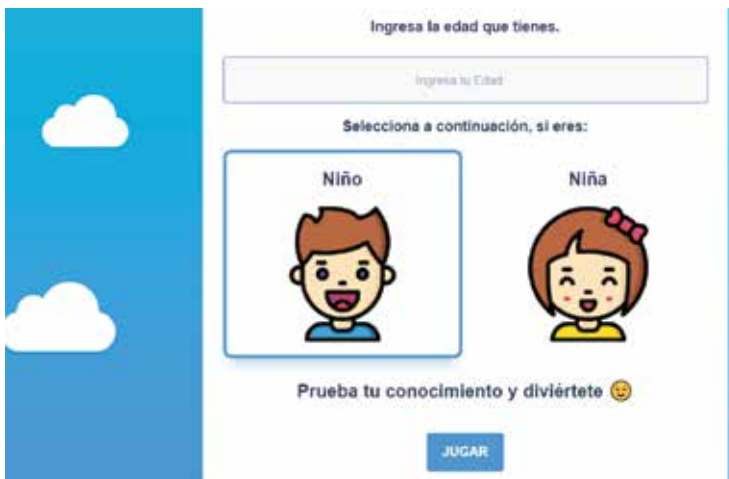 Ingresa la edad que tienes.
Ingresa tu Edad
Selecciona a continuación, si eres:
Niño
Niña
Prueba tu conocimiento y diviértete
JUGAR